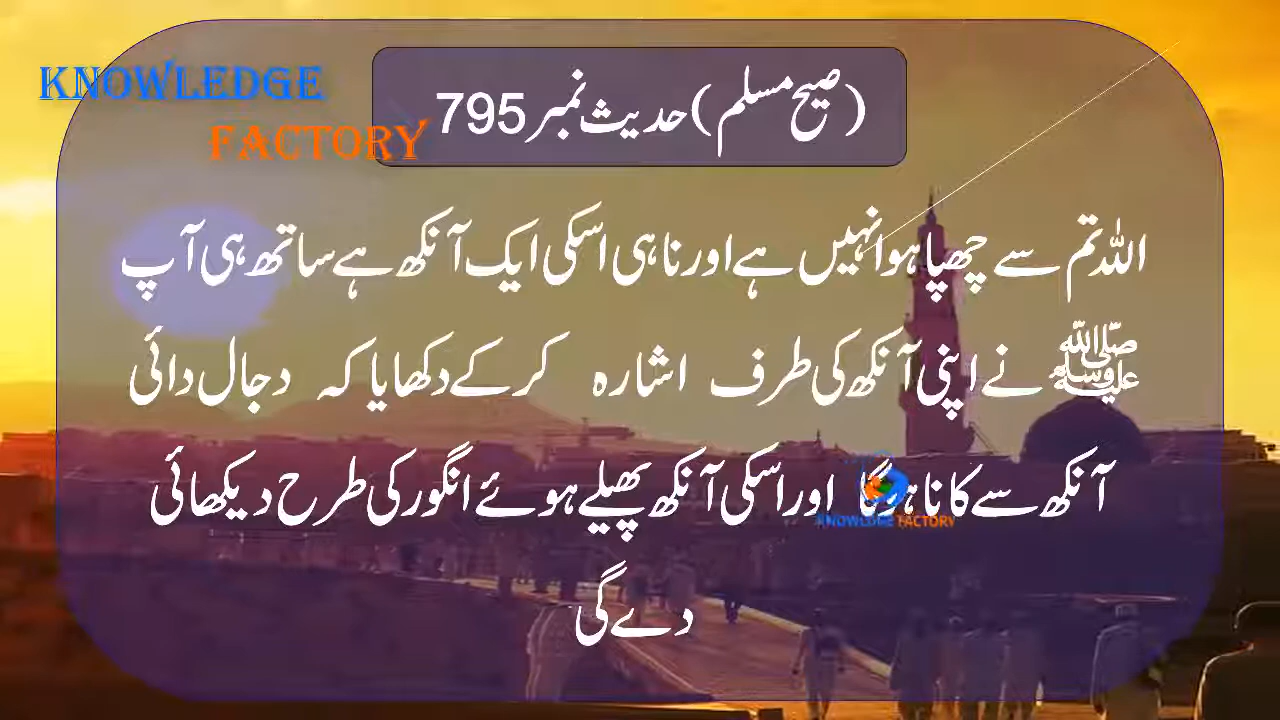 KNOWLEDGE
FACTORY
(صحیح مسلم) حدیث نمبر 795
اللہ تم سے چھپا ہوا نہیں ہے اور نا ہی اسکی ایک آنکھ ہے ساتھ ہی آپ
ﷺ نے اپنی آنکھ کی طرف اشارہ کر کے دکھایا کہ دجال دائی
آنکھ سے کانا ہوگا اور اسکی آنکھ پھیلے ہوئے انگور کی طرح دیکھائی
دے گی
KNOWLEDGE FACTORY